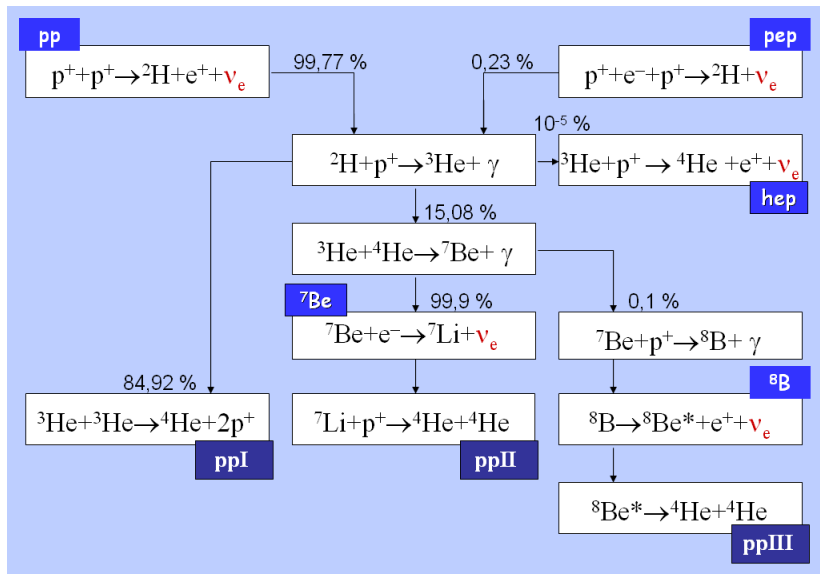 pp
pep
p⁺+p⁺→²H+e⁺+νₑ
99,77 %
0,23 %
p⁺+e⁻+p⁺→²H+νₑ
10⁻⁵ %
²H+p⁺→³He+ γ
³He+p⁺→ ⁴He +e⁺+νₑ
hep
15,08 %
³He+⁴He→⁷Be+ γ
⁷Be
99,9 %
0,1 %
⁷Be+e⁻→⁷Li+νₑ
⁷Be+p⁺→⁸B+ γ
84,92 %
⁸B
³He+³He→⁴He+2p⁺
⁷Li+p⁺→⁴He+⁴He
⁸B→⁸Be*+e⁺+νₑ
ppI
ppII
⁸Be*→⁴He+⁴He
ppIII